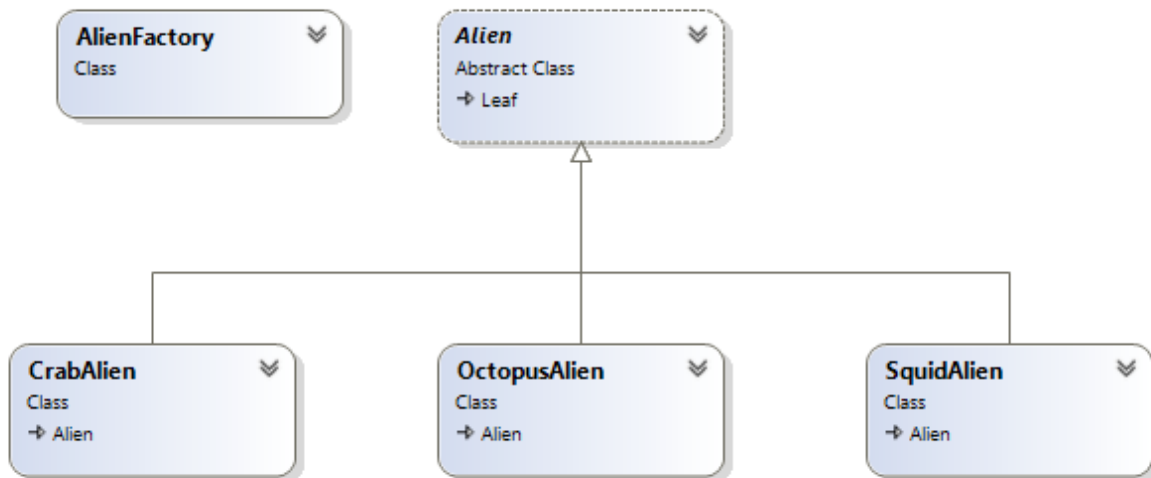 AlienFactory
Class
Alien
Abstract Class
Leaf
CrabAlien
Class
Alien
OctopusAlien
Class
Alien
SquidAlien
Class
Alien